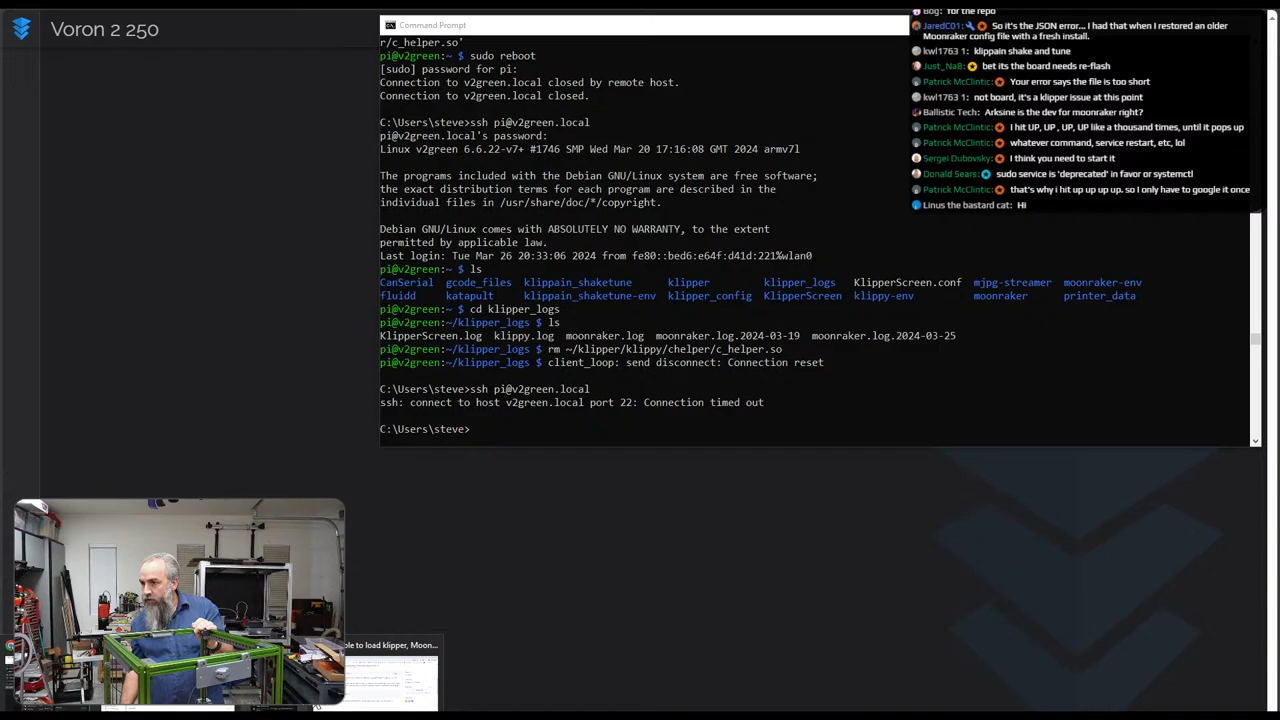 Voron 2 250
Command Prompt
r/c_helper.so'
pi@v2green:~ $ sudo reboot
[sudo] password for pi:
Connection to v2green.local closed by remote host.
Connection to v2green.local closed.
C:\Users\steve>ssh pi@v2green.local
pi@v2green.local's password:
Linux v2green 6.6.22-v7+ #1746 SMP Wed Mar 20 17:16:08 GMT 2024 armv7l
The programs included with the Debian GNU/Linux system are free software;
the exact distribution terms for each program are described in the
individual files in /usr/share/doc/*/copyright.
Debian GNU/Linux comes with ABSOLUTELY NO WARRANTY, to the extent
permitted by applicable law.
Last login: Tue Mar 26 20:33:06 2024 from fe80::bed6:e64f:d41d:221%wlan0
pi@v2green:~ $ ls
CanSerial gcode_files klippain_shaketune klipper klipper_logs KlipperScreen.conf mjpg-streamer moonraker-env
fluidd katapult klippain_shaketune-env klipper_config KlipperScreen klippy-env moonraker printer_data
pi@v2green:~ $ cd klipper_logs
pi@v2green:~/klipper_logs $ ls
KlipperScreen.log klippy.log moonraker.log moonraker.log.2024-03-19 moonraker.log.2024-03-25
pi@v2green:~/klipper_logs $ rm ~/klipper/klippy/chelper/c_helper.so
pi@v2green:~/klipper_logs $ client_loop: send disconnect: Connection reset
C:\Users\steve>ssh pi@v2green.local
ssh: connect to host v2green.local port 22: Connection timed out
C:\Users\steve>
Bog: for the repo
JaredC01: So it's the JSON error... I had that when I restored an older
Moonraker config file with a fresh install.
kwl1763 1: klippain shake and tune
Just_NaB: bet its the board needs re-flash
Patrick McClintic: Your error says the file is too short
kwl1763 1: not board, it's a klipper issue at this point
Ballistic Tech: Arksine is the dev for moonraker right?
Patrick McClintic: I hit UP, UP , UP, UP like a thousand times, until it pops up
Patrick McClintic: whatever command, service restart, etc, lol
Sergei Dubovsky: I think you need to start it
Donald Sears: sudo service is 'deprecated' in favor or systemctl
Patrick McClintic: that's why i hit up up up up. so I only have to google it once
Linus the bastard cat: Hi
ble to load klipper, Moon...